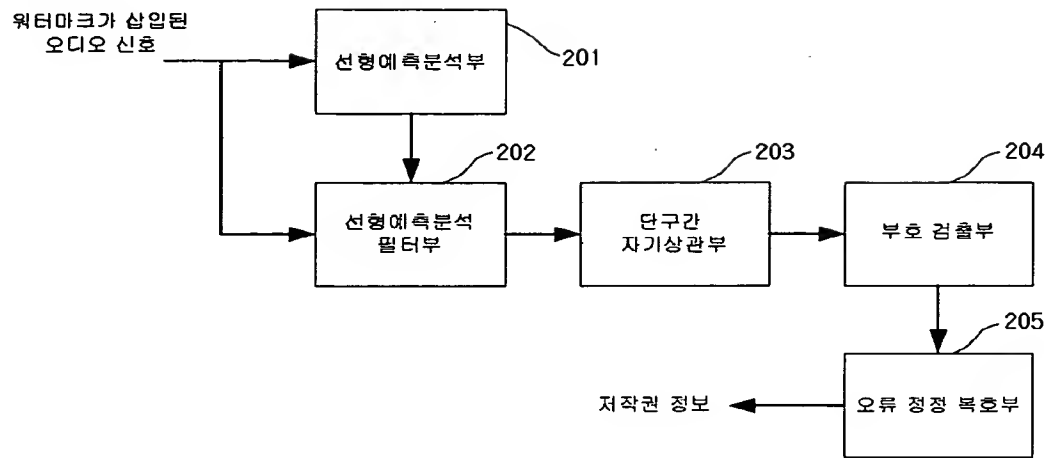 워터마크가 삽입된
오디오 신호
선형예측분석부
201
202
203
204
선형예측분석
필터부
단구간
자기상관부
부호 검출부
205
저작권 정보
오류 정정 복호부